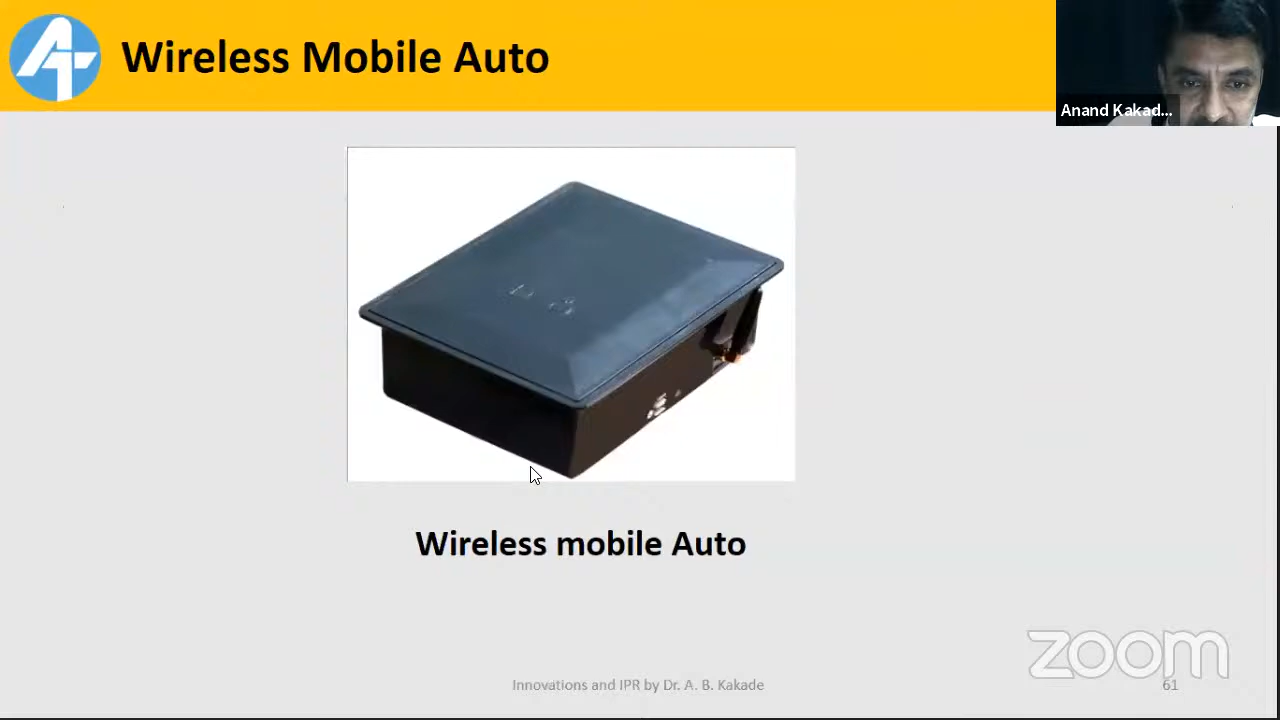 Wireless Mobile Auto
Anand Kakad...
Wireless mobile Auto
zoom
Innovations and IPR by Dr. A. B. Kakade
61